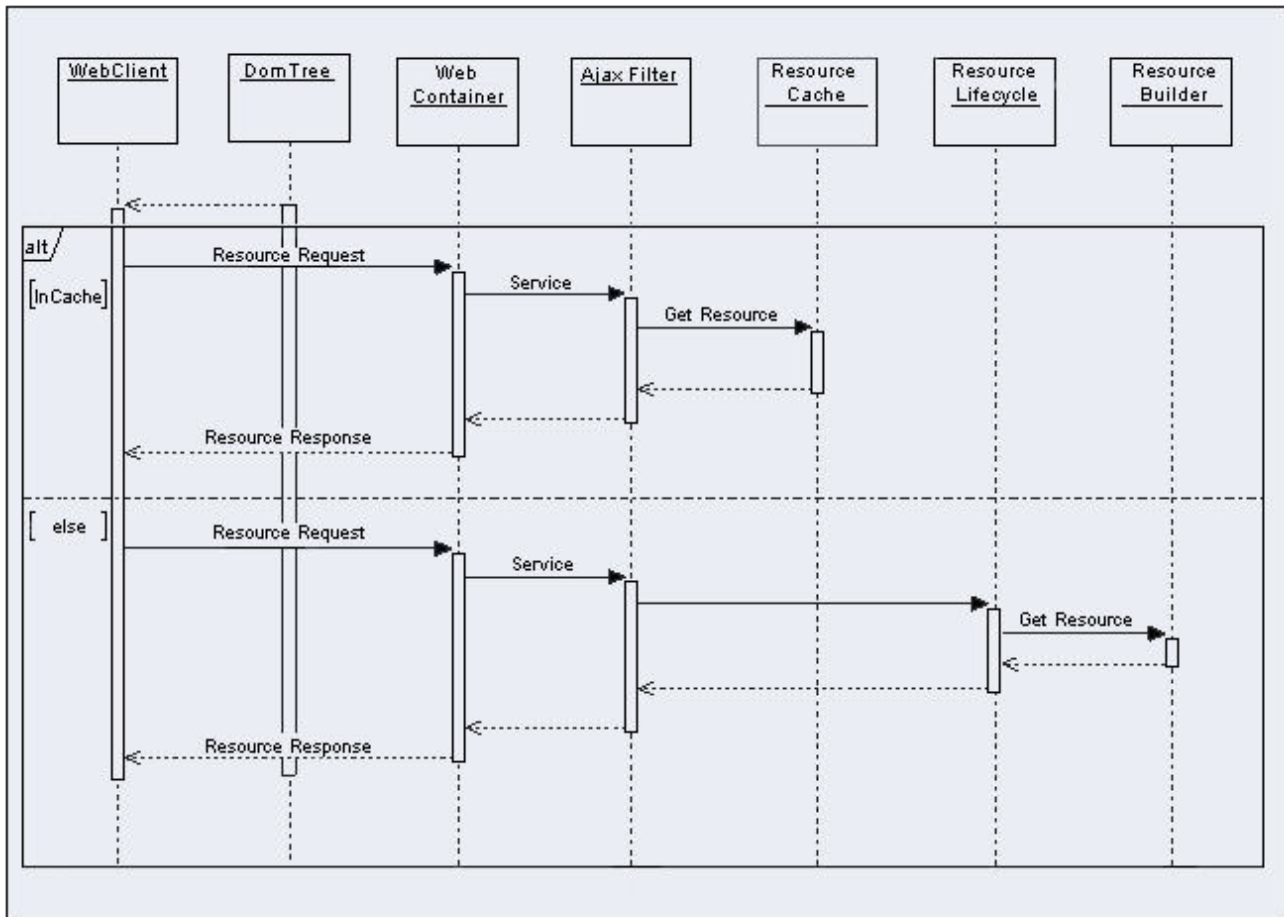 WebClient
DomTree
Web
Container
Ajax Filter
Resource
Cache
Resource
Lifecycle
Resource
Builder
alt
Resource Request
[InCache]
Service
Get Resource
Resource Response
[ else ]
Resource Request
Service
Get Resource
Resource Response